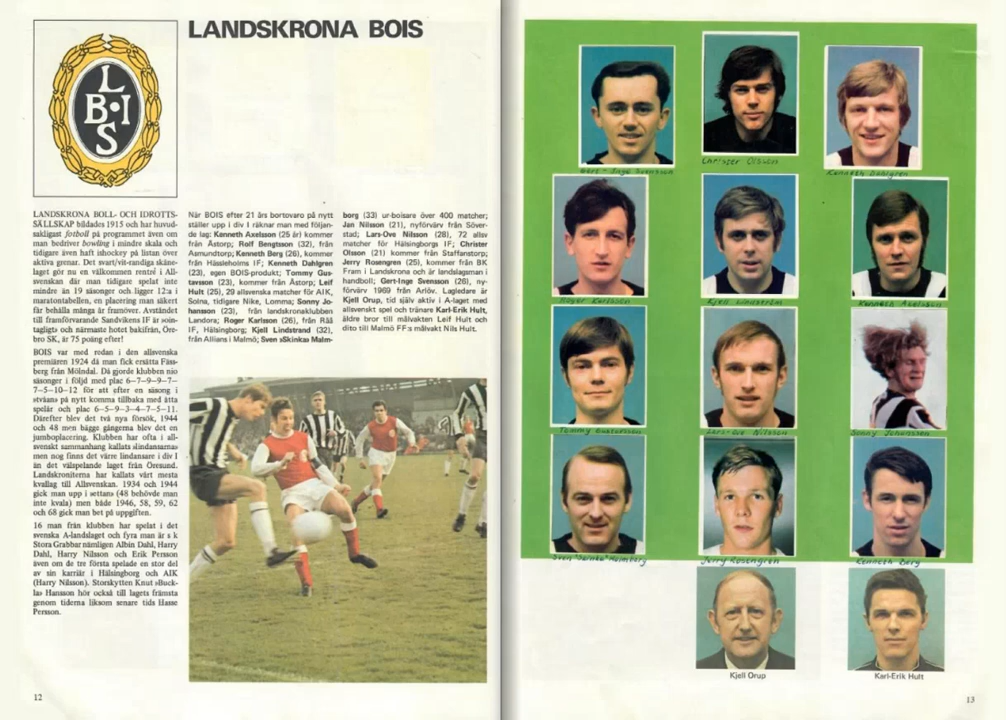 LANDSKRONA BOIS
L
B·I
S
LANDSKRONA BOLL- OCH IDROTTS-
SÄLLSKAP bildades 1915 och har huvud-
sakligast fotboll på programmet även om
man bedriver bowling i mindre skala och
tidigare även haft ishockey på listan över
aktiva grenar. Det svart/vit-randiga skåne-
laget gör nu en välkommen rentré i All-
svenskan där man tidigare spelat inte
mindre än 19 säsonger och ligger 12:a i
maratontabellen, en placering man säkert
får behålla många år framöver. Avståndet
till framförvarande Sandvikens IF är »oin-
tagligt» och närmaste hotet bakifrån, Öre-
bro SK, är 75 poäng efter!
BOIS var med redan i den allsvenska
premiären 1924 då man fick ersätta Fäss-
berg från Mölndal. Då gjorde klubben nio
säsonger i följd med plac 6—7—9—9—7—
7—5—10—12 för att efter en säsong i
»tvåan» på nytt komma tillbaka med åtta
spelår och plac 6—5—9—3—4—7—5—11.
Därefter blev det två nya försök, 1944
och 48 men bägge gångerna blev det en
jumboplacering. Klubben har ofta i all-
svenskt sammanhang kallats »lindansarna»
men nog finns det värre lindansare i div I
än det välspelande laget från Öresund.
Landskroniterna har kallats vårt mesta
kvallag till Allsvenskan. 1934 och 1944
gick man upp i »ettan» (48 behövde man
inte kvala) men både 1946, 58, 59, 62
och 68 gick man bet på uppgiften.
16 man från klubben har spelat i det
svenska A-landslaget och fyra man är s k
Stora Grabbar nämligen Albin Dahl, Harry
Dahl, Harry Nilsson och Erik Persson
även om de tre första spelade en stor del
av sin karriär i Hälsingborg och AIK
(Harry Nilsson). Storskytten Knut »Buck-
la» Hansson hör också till lagets främsta
genom tiderna liksom senare tids Hasse
Persson.
När BOIS efter 21 års bortovaro på nytt
ställer upp i div I räknar man med följan-
de lag: Kenneth Axelsson (25 år) kommer
från Åstorp; Rolf Bengtsson (32), från
Asmundtorp; Kenneth Berg (26), kommer
från Hässleholms IF; Kenneth Dahlgren
(23), egen BOIS-produkt; Tommy Gus-
tavsson (23), kommer från Åstorp; Leif
Hult (25), 29 allsvenska matcher för AIK,
Solna, tidigare Nike, Lomma; Sonny Jo-
hansson (23), från landskronaklubben
Landora; Roger Karlsson (26), från Råå
IF, Hälsingborg; Kjell Lindstrand (32),
från Allians i Malmö; Sven »Skinka» Malm-
borg (33) ur-boisare över 400 matcher;
Jan Nilsson (21), nyförvärv från Söver-
stad; Lars-Ove Nilsson (28), 72 allsv
matcher för Hälsingborgs IF; Christer
Olsson (21) kommer från Staffanstorp;
Jerry Rosengren (25), kommer från BK
Fram i Landskrona och är landslagsman i
handboll; Gert-Inge Svensson (26), ny-
förvärv 1969 från Arlöv. Lagledare är
Kjell Orup, tid själv aktiv i A-laget med
allsvenskt spel och tränare Karl-Erik Hult,
äldre bror till målvakten Leif Hult och
dito till Malmö FF:s målvakt Nils Hult.
12
Gert-Inge Svensson
Christer Olsson
Kenneth Dahlgren
Roger Karlsson
Kjell Lindström
Kenneth Axelsson
Tommy Gustavsson
Lars-Ove Nilsson
Sonny Johansson
Sven "Skinka" Malmberg
Jerry Rosengren
Kenneth Berg
Kjell Orup
Karl-Erik Hult
13